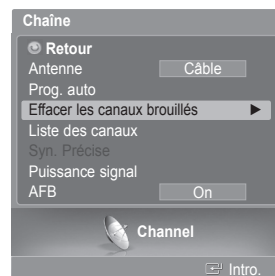 Chaîne
Retour
Antenne Câble
Prog. auto
Effacer les canaux brouillés
Liste des canaux
Syn. Précise
Puissance signal
AFB On
Channel
Intro.